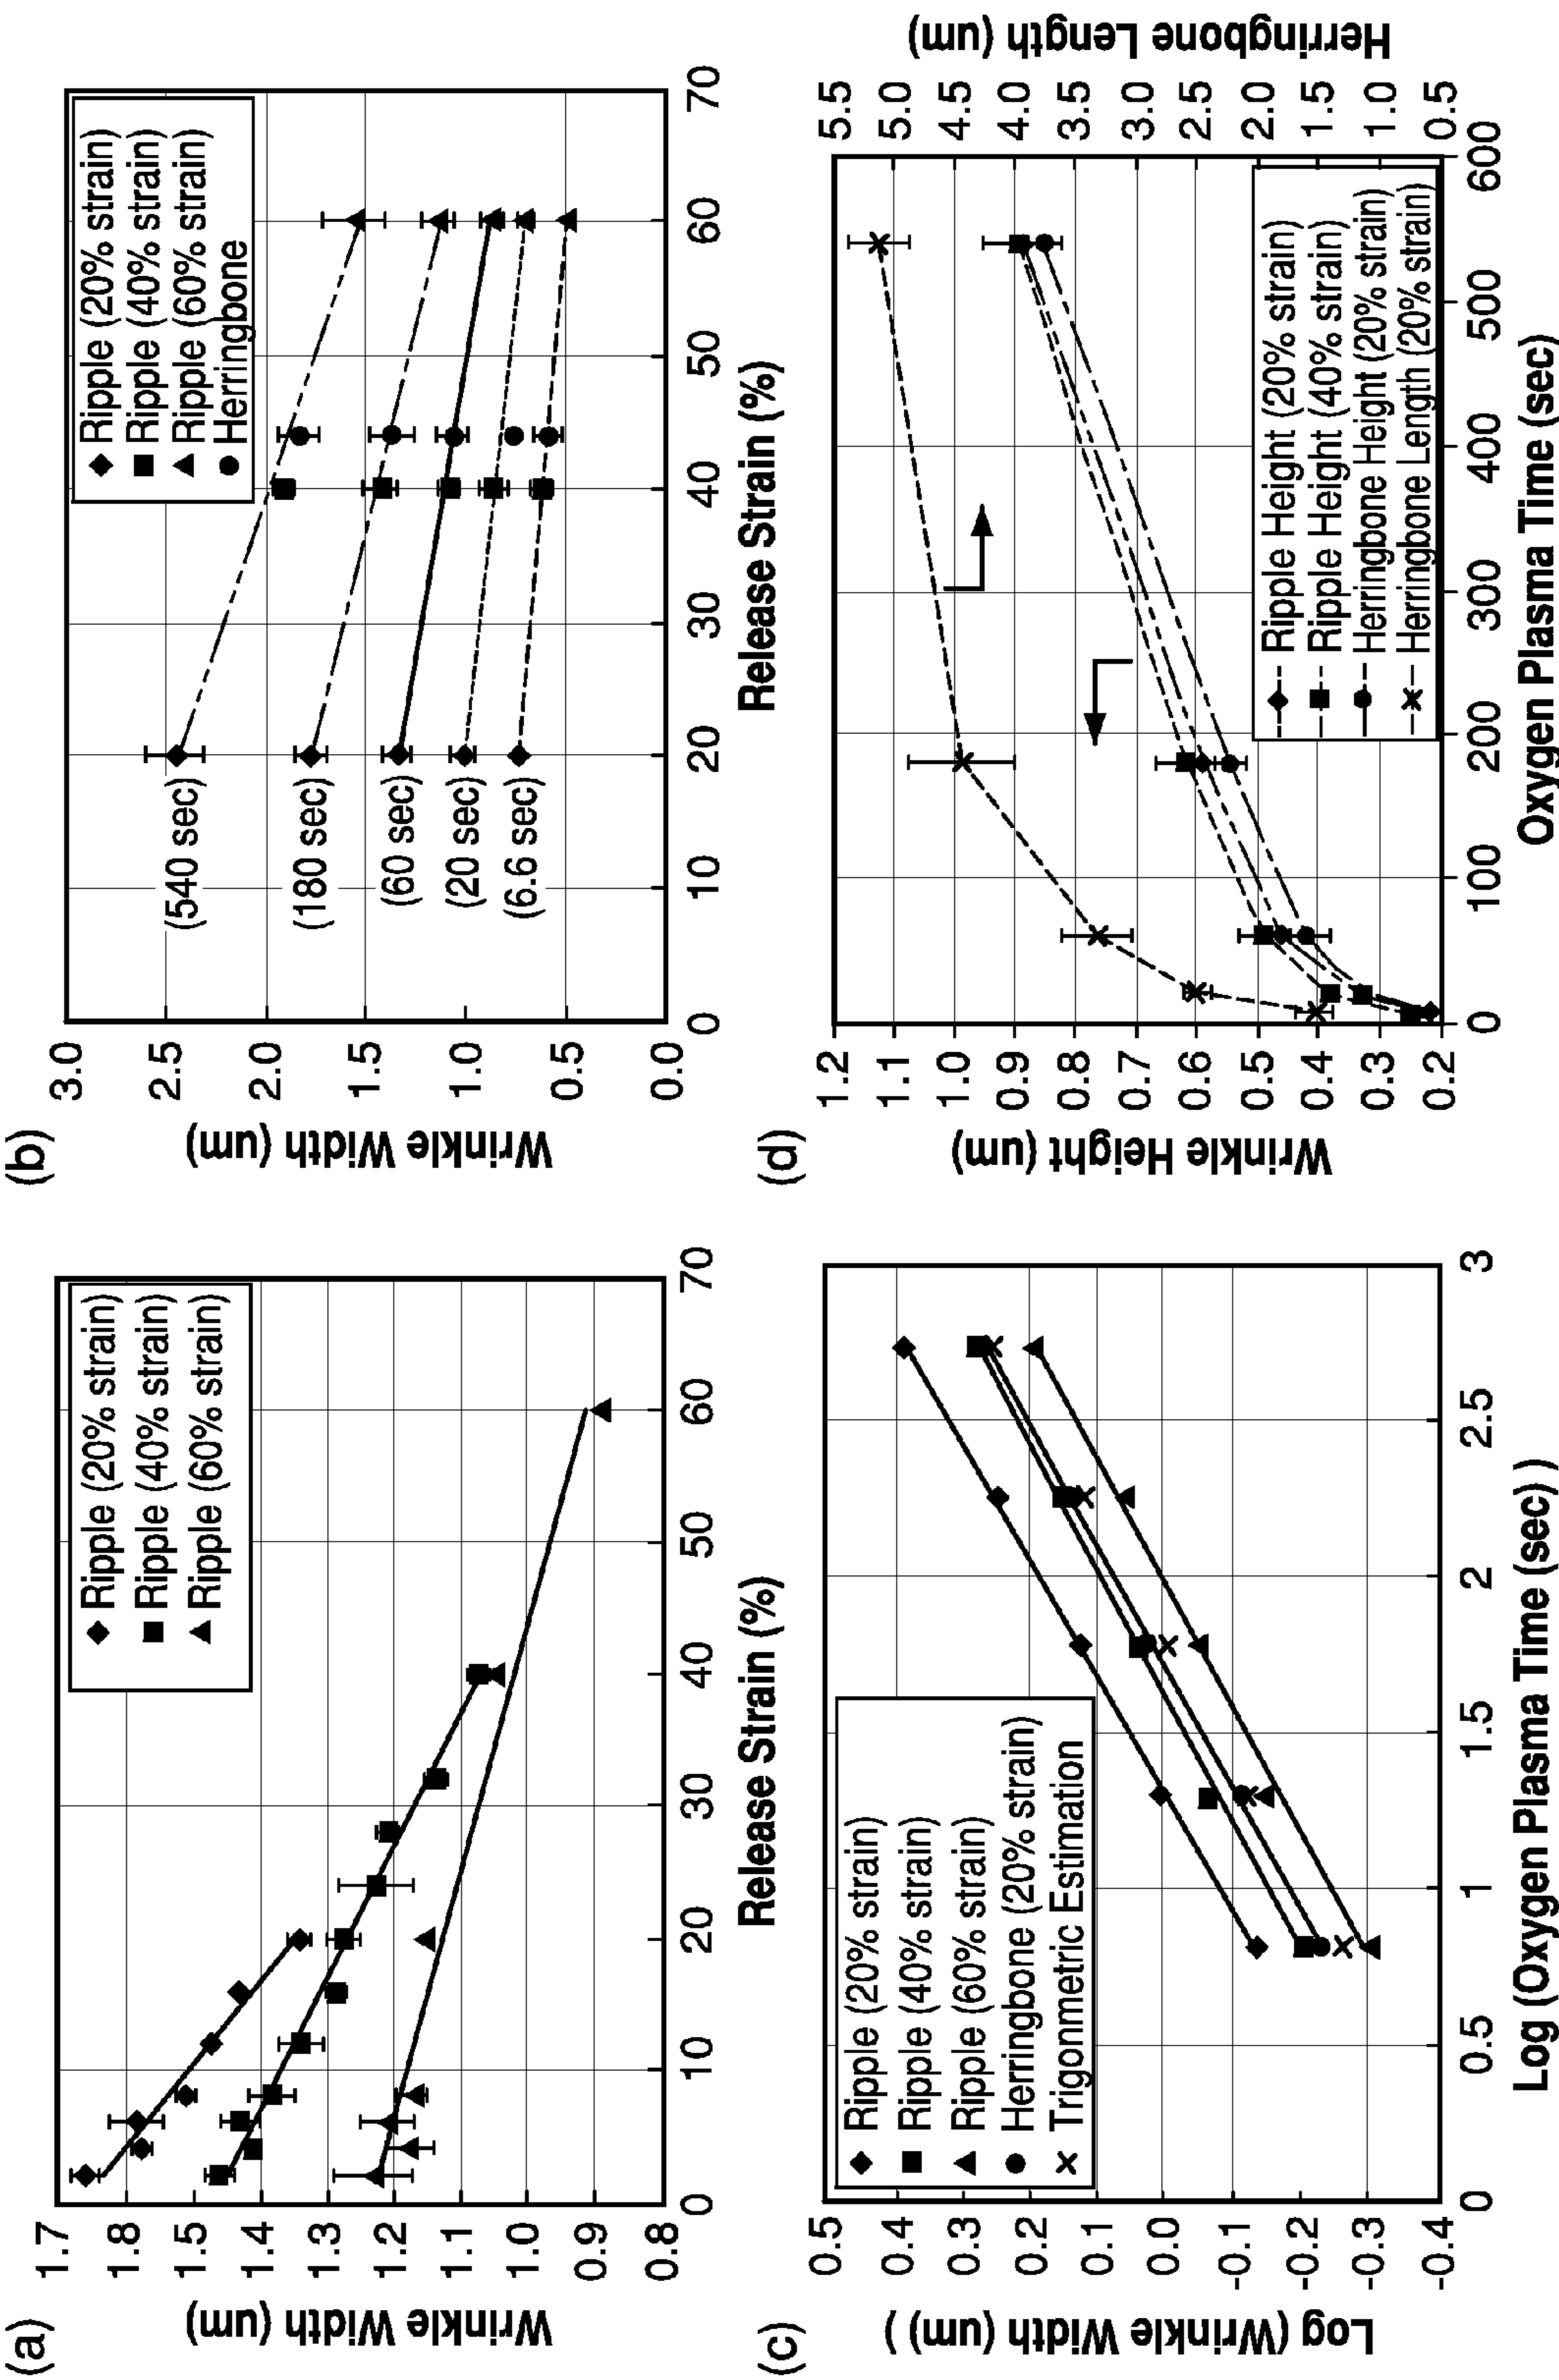 (a)
Wrinkle Width (um)
1.7
1.8
1.5
1.4
1.3
1.2
1.1
1.0
0.9
0.8
Ripple (20% strain)
Ripple (40% strain)
Ripple (60% strain)
0 10 20 30 40 50 60 70
Release Strain (%)
(b)
Wrinkle Width (um)
3.0
2.5
2.0
1.5
1.0
0.5
0.0
(540 sec)
(180 sec)
(60 sec)
(20 sec)
(6.6 sec)
Ripple (20% strain)
Ripple (40% strain)
Ripple (60% strain)
Herringbone
0 10 20 30 40 50 60 70
Release Strain (%)
(c)
Log (Wrinkle Width (um) )
0.5
0.4
0.3
0.2
0.1
0.0
-0.1
-0.2
-0.3
-0.4
Ripple (20% strain)
Ripple (40% strain)
Ripple (60% strain)
Herringbone (20% strain)
Trigonmetric Estimation
0 0.5 1 1.5 2 2.5 3
Log (Oxygen Plasma Time (sec) )
(d)
Wrinkle Height (um)
1.2
1.1
1.0
0.9
0.8
0.7
0.6
0.5
0.4
0.3
0.2
Ripple Height (20% strain)
Ripple Height (40% strain)
Herringbone Height (20% strain)
Herringbone Length (20% strain)
5.5
5.0
4.5
4.0
3.5
3.0
2.5
2.0
1.5
1.0
0.5
Herringbone Length (um)
0 100 200 300 400 500 600
Oxygen Plasma Time (sec)